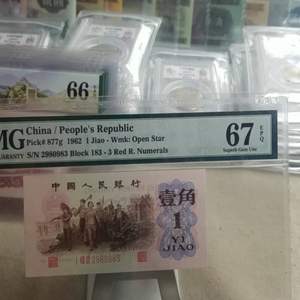 66
MG
China / People's Republic
Pick# 877g 1962 1 Jiao - Wmk: Open Star
S/N 2980983 Block 183 - 3 Red R. Numerals
67 EPQ
Superb Gem Unc
中国人民银行
壹角
1
YI
JIAO
2980983